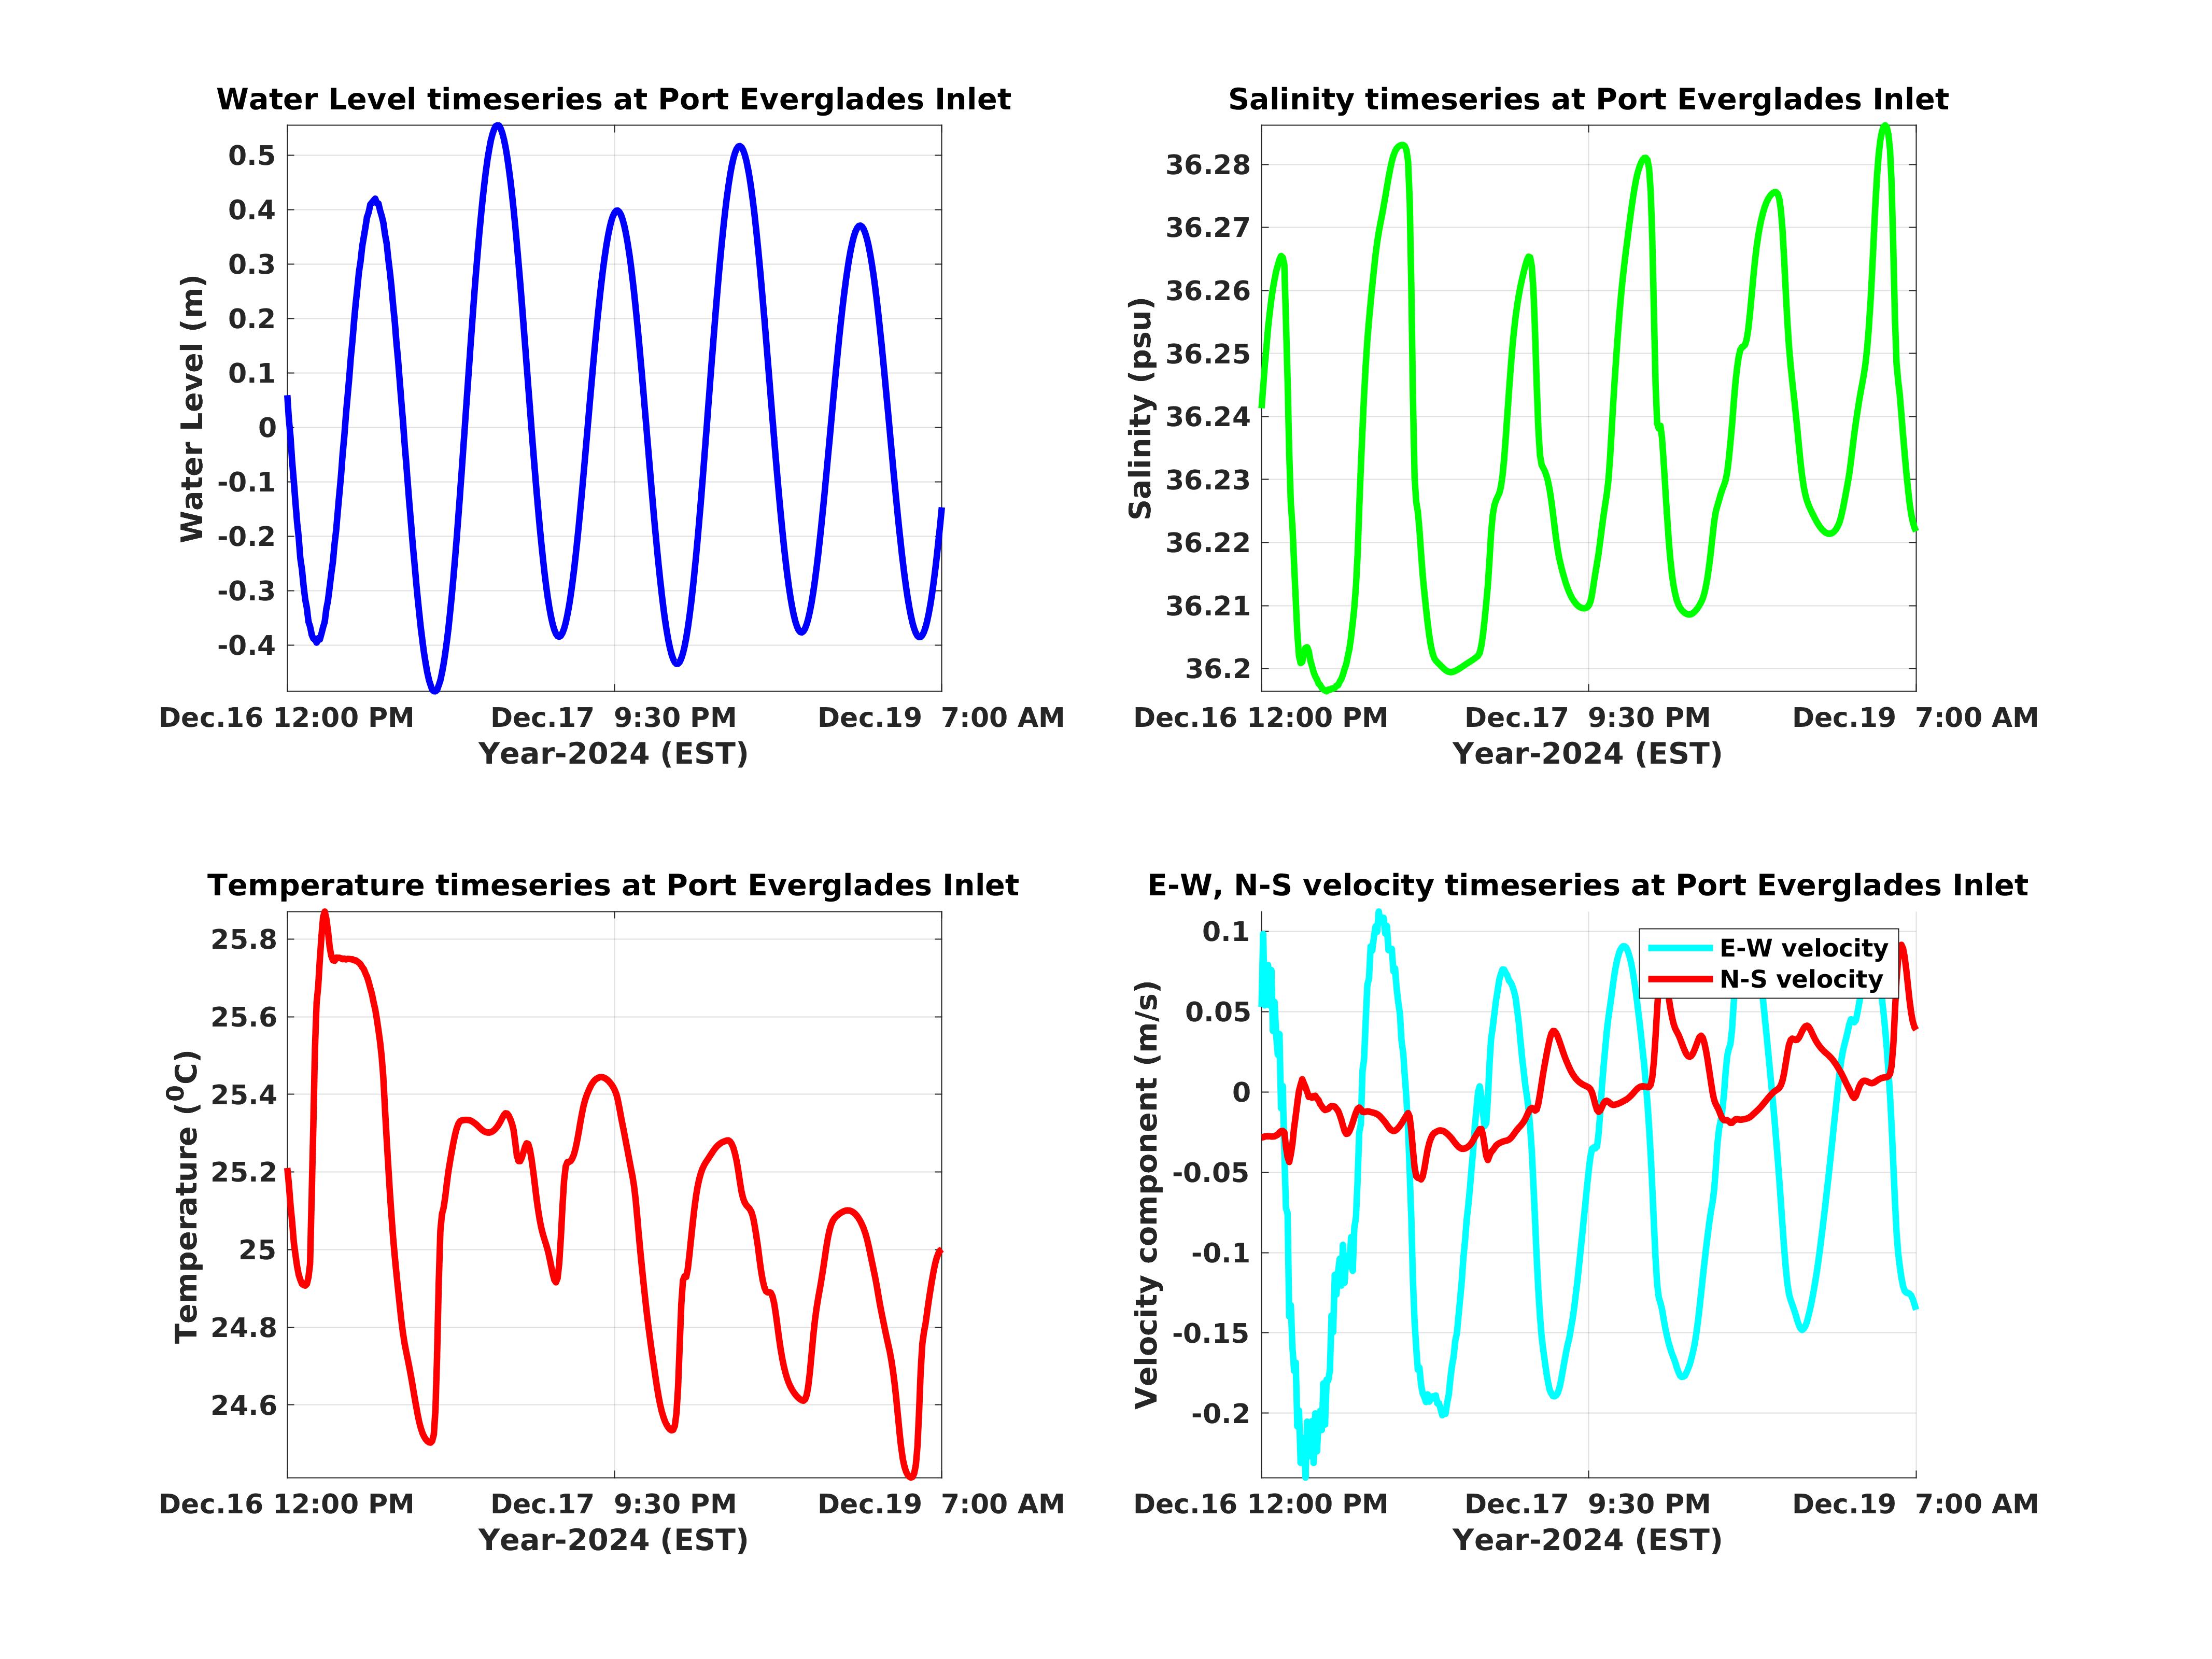 Water Level timeseries at Port Everglades Inlet
Water Level (m)
0.5
0.4
0.3
0.2
0.1
0
-0.1
-0.2
-0.3
-0.4
Dec.16 12:00 PM
Dec.17 9:30 PM
Dec.19 7:00 AM
Year-2024 (EST)
Salinity timeseries at Port Everglades Inlet
Salinity (psu)
36.28
36.27
36.26
36.25
36.24
36.23
36.22
36.21
36.2
Dec.16 12:00 PM
Dec.17 9:30 PM
Dec.19 7:00 AM
Year-2024 (EST)
Temperature timeseries at Port Everglades Inlet
Temperature (⁰C)
25.8
25.6
25.4
25.2
25
24.8
24.6
Dec.16 12:00 PM
Dec.17 9:30 PM
Dec.19 7:00 AM
Year-2024 (EST)
E-W, N-S velocity timeseries at Port Everglades Inlet
Velocity component (m/s)
0.1
0.05
0
-0.05
-0.1
-0.15
-0.2
E-W velocity
N-S velocity
Dec.16 12:00 PM
Dec.17 9:30 PM
Dec.19 7:00 AM
Year-2024 (EST)